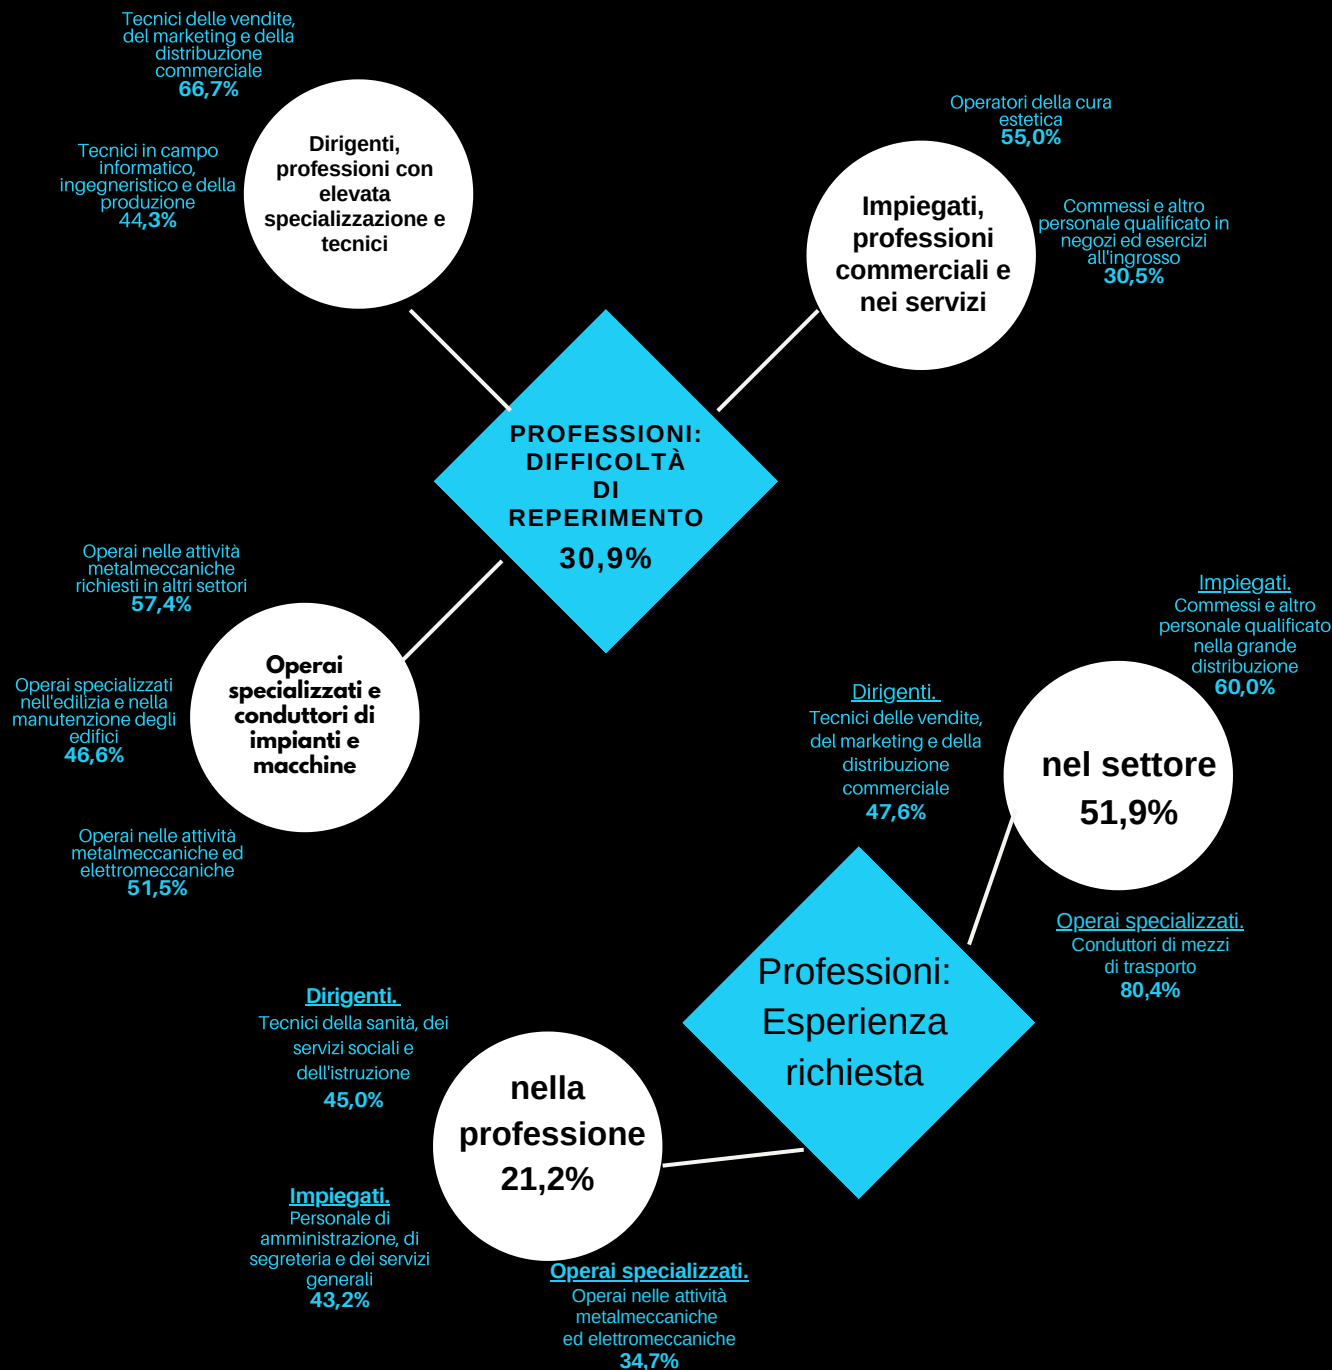 Tecnici delle vendite,
del marketing e della
distribuzione
commerciale
66,7%
Tecnici in campo
informatico,
ingegneristico e della
produzione
44,3%
Dirigenti,
professioni con
elevata
specializzazione e
tecnici
Operatori della cura
estetica
55,0%
Impiegati,
professioni
commerciali e
nei servizi
Commessi e altro
personale qualificato in
negozi ed esercizi
all'ingrosso
30,5%
PROFESSIONI:
DIFFICOLTÀ
DI
REPERIMENTO
30,9%
Operai nelle attività
metalmeccaniche
richiesti in altri settori
57,4%
Operai specializzati
nell'edilizia e nella
manutenzione degli
edifici
46,6%
Operai
specializzati e
conduttori di
impianti e
macchine
Operai nelle attività
metalmeccaniche ed
elettromeccaniche
51,5%
Impiegati.
Commessi e altro
personale qualificato
nella grande
distribuzione
60,0%
Dirigenti.
Tecnici delle vendite,
del marketing e della
distribuzione
commerciale
47,6%
nel settore
51,9%
Operai specializzati.
Conduttori di mezzi
di trasporto
80,4%
Professioni:
Esperienza
richiesta
Dirigenti.
Tecnici della sanità, dei
servizi sociali e
dell'istruzione
45,0%
nella
professione
21,2%
Impiegati.
Personale di
amministrazione, di
segreteria e dei servizi
generali
43,2%
Operai specializzati.
Operai nelle attività
metalmeccaniche
ed elettromeccaniche
34,7%